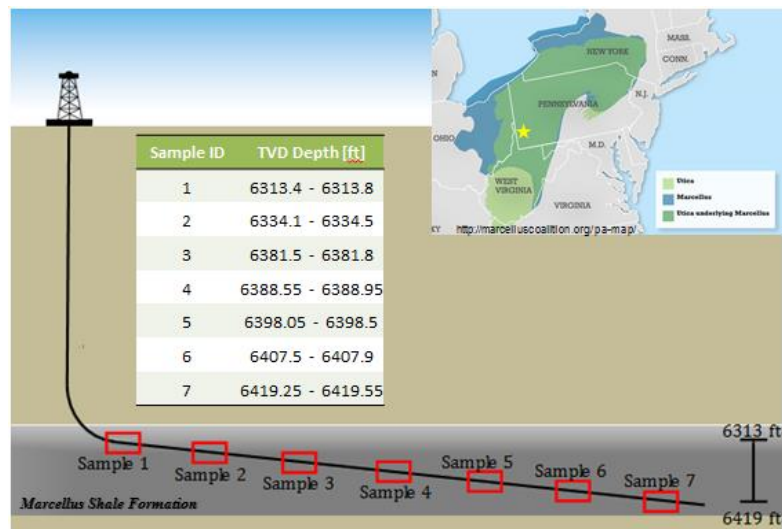 Sample ID TVD Depth [ft]
1 6313.4 - 6313.8
2 6334.1 - 6334.5
3 6381.5 - 6381.8
4 6388.55 - 6388.95
5 6398.05 - 6398.5
6 6407.5 - 6407.9
7 6419.25 - 6419.55
MASS.
NEW YORK
CONN.
N
PENNSYLVANIA
N.J.
OHIO
M.D.
WEST
VIRGINIA
VIRGINIA
KY
Utica
Marcellus
Utica underlying Marcellus
http://marcelluscoalition.org/pa-map/
6313 ft
Sample 1
Sample 2
Sample 3
Sample 4
Sample 5
Sample 6
Sample 7
Marcellus Shale Formation
6419 ft